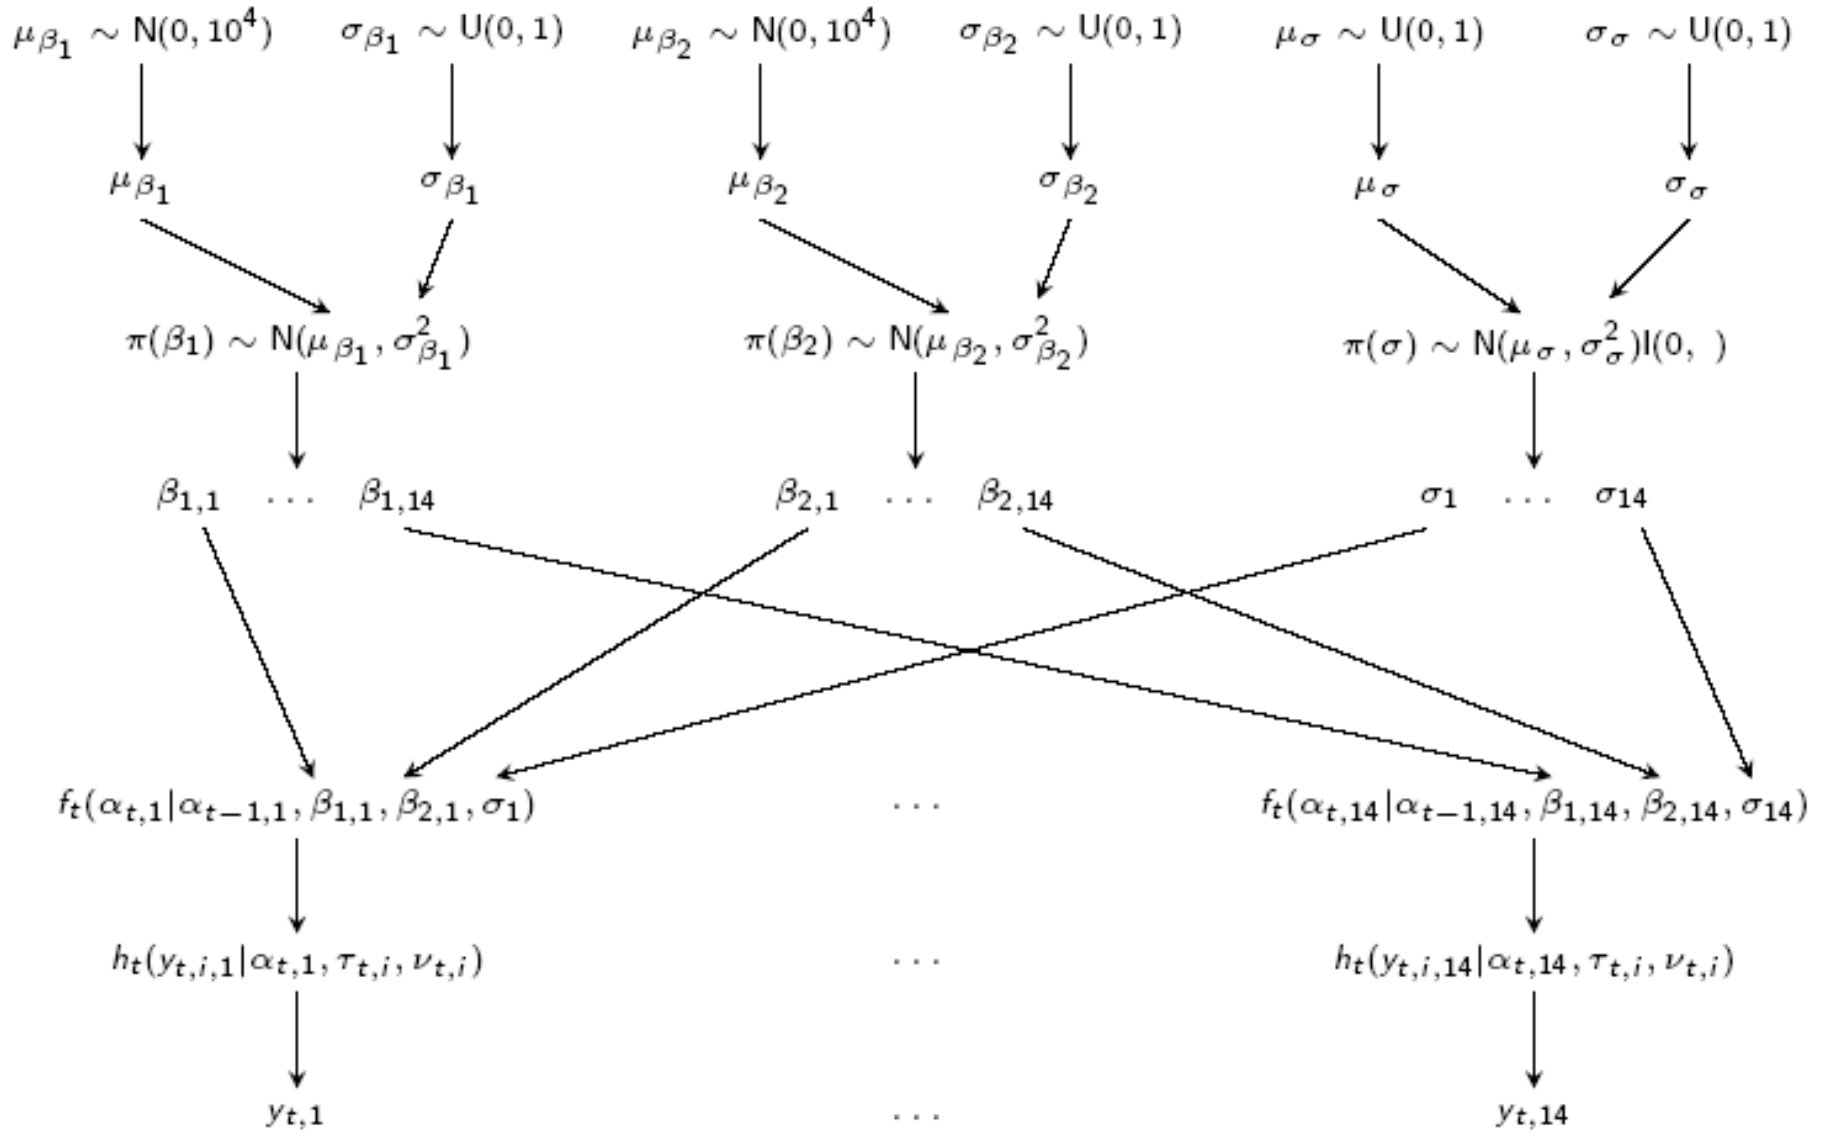 μ_β₁ ∼ N(0, 10⁴) σ_β₁ ∼ U(0, 1) μ_β₂ ∼ N(0, 10⁴) σ_β₂ ∼ U(0, 1) μ_σ ∼ U(0, 1) σ_σ ∼ U(0, 1)
μ_β₁ σ_β₁ μ_β₂ σ_β₂ μ_σ σ_σ
π(β₁) ∼ N(μ_β₁, σ²_β₁) π(β₂) ∼ N(μ_β₂, σ²_β₂) π(σ) ∼ N(μ_σ, σ²_σ)I(0, )
β₁,₁ ... β₁,₁₄ β₂,₁ ... β₂,₁₄ σ₁ ... σ₁₄
f_t(α_t,₁|α_t−₁,₁, β₁,₁, β₂,₁, σ₁) ... f_t(α_t,₁₄|α_t−₁,₁₄, β₁,₁₄, β₂,₁₄, σ₁₄)
h_t(y_t,i,₁|α_t,₁, τ_t,i, ν_t,i) ... h_t(y_t,i,₁₄|α_t,₁₄, τ_t,i, ν_t,i)
y_t,₁ ... y_t,₁₄